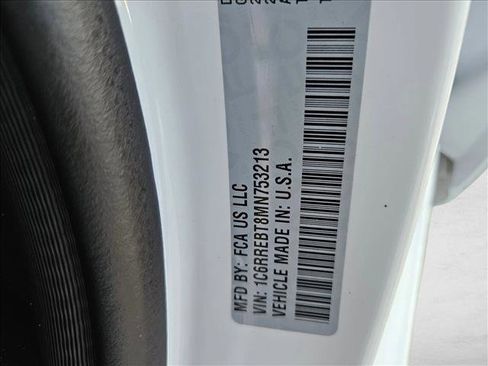 MFD BY: FCA US LLC
VIN: 1C6RREBT8MN753213
VEHICLE MADE IN: U.S.A.